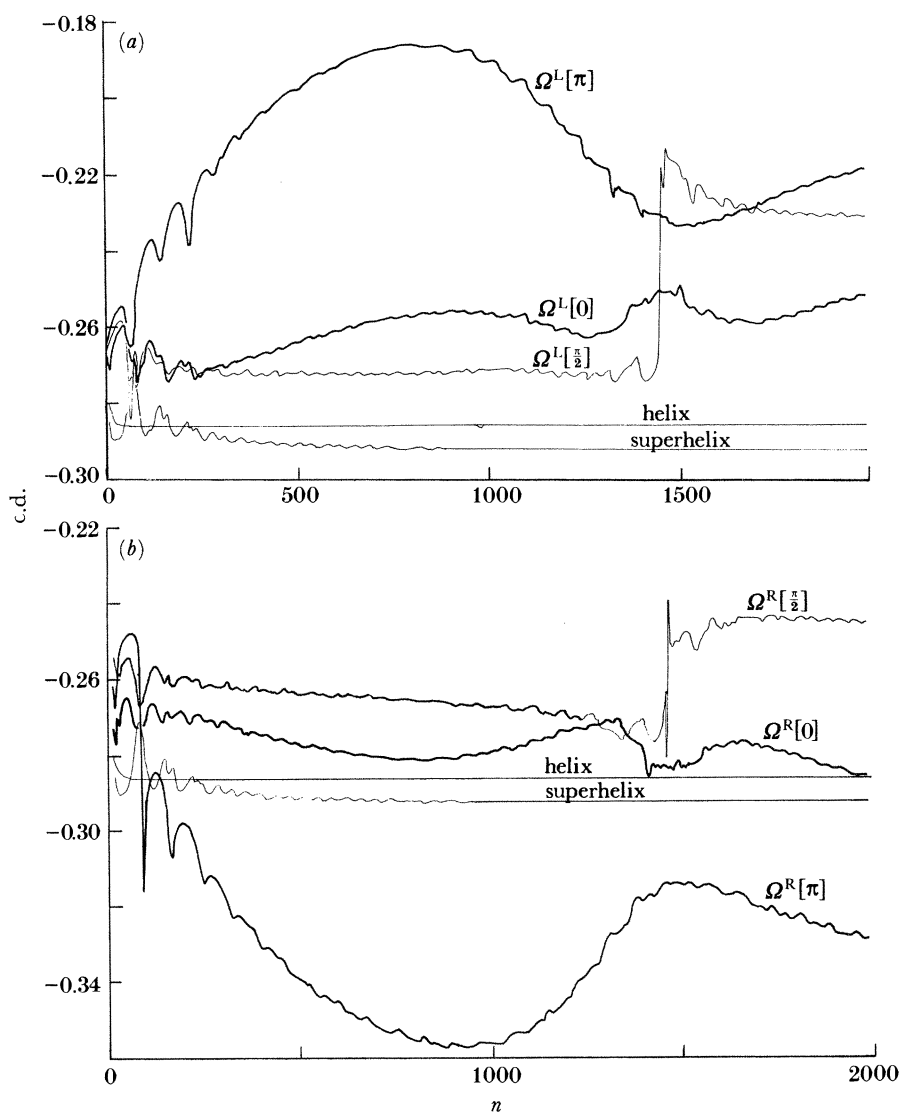 −0.18
(a)
Ω^L[π]
−0.22
Ω^L[0]
−0.26
Ω^L[π/2]
helix
superhelix
−0.30
0 500 1000 1500
c.d.
−0.22
(b)
Ω^R[π/2]
−0.26
Ω^R[0]
helix
superhelix
−0.30
Ω^R[π]
−0.34
0 1000 2000
n